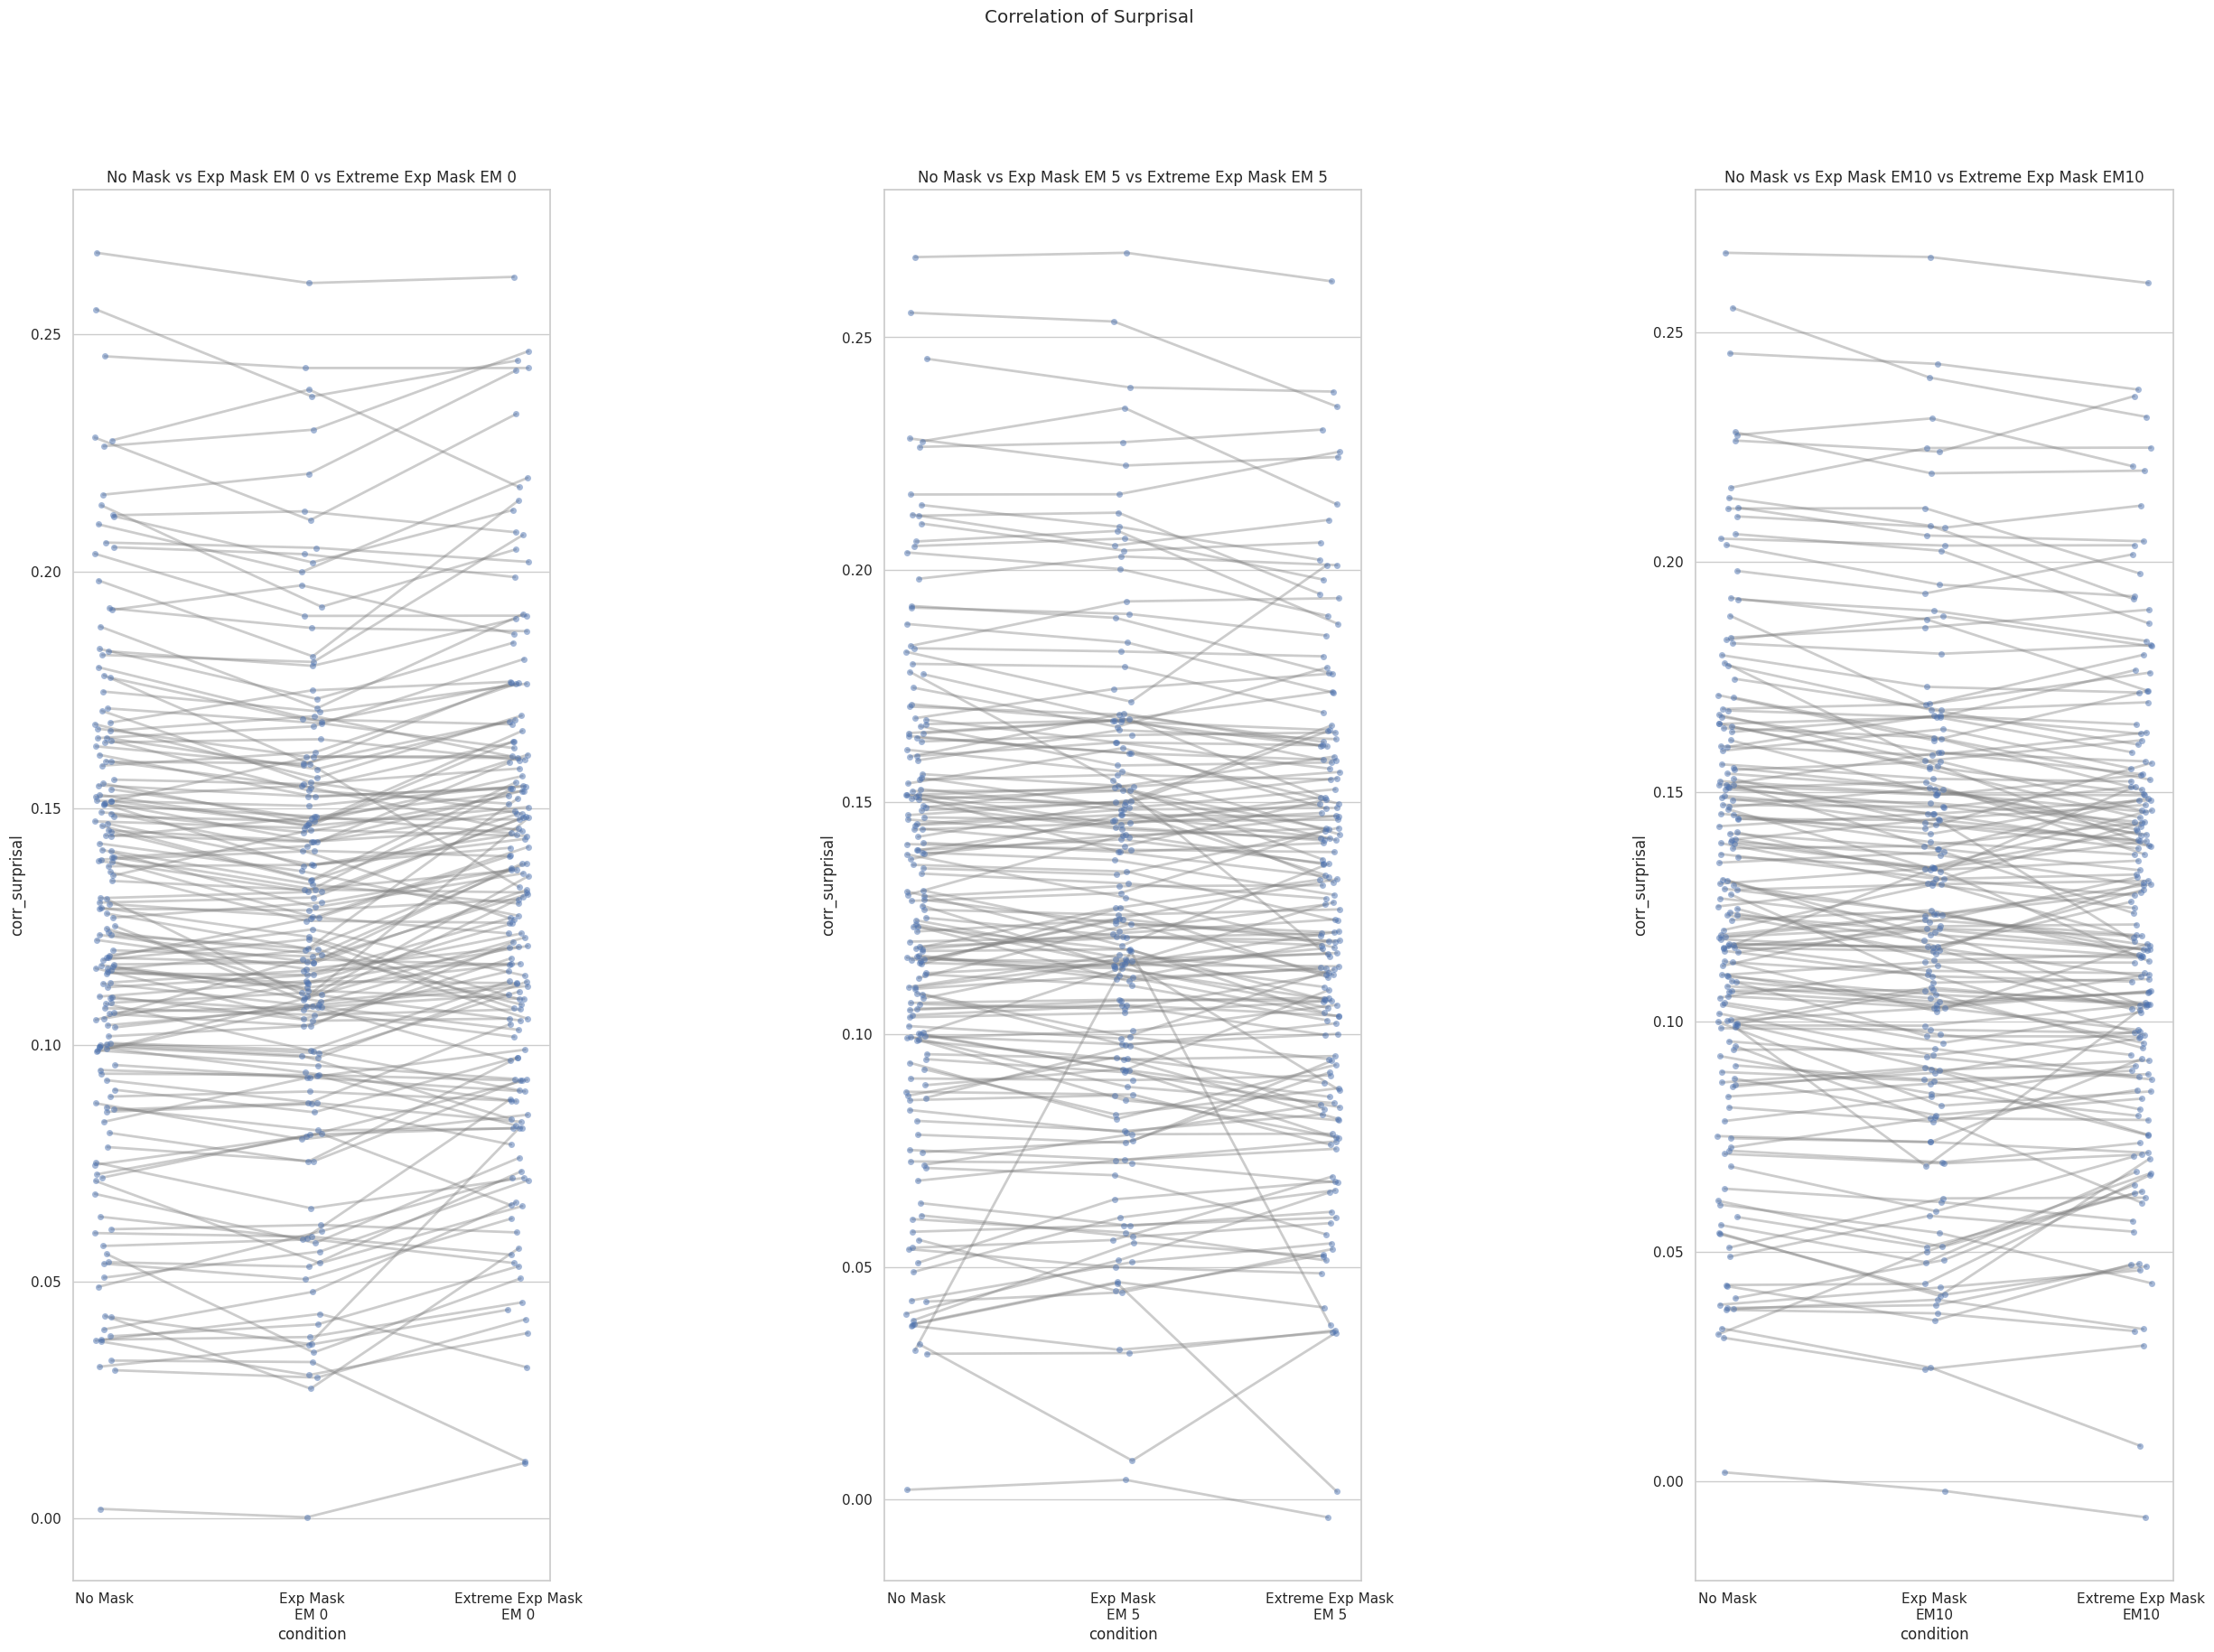 Correlation of Surprisal
No Mask vs Exp Mask EM 0 vs Extreme Exp Mask EM 0
corr_surprisal
0.25
0.20
0.15
0.10
0.05
0.00
No Mask
Exp Mask
EM 0
Extreme Exp Mask
EM 0
condition
No Mask vs Exp Mask EM 5 vs Extreme Exp Mask EM 5
corr_surprisal
0.25
0.20
0.15
0.10
0.05
0.00
No Mask
Exp Mask
EM 5
Extreme Exp Mask
EM 5
condition
No Mask vs Exp Mask EM10 vs Extreme Exp Mask EM10
corr_surprisal
0.25
0.20
0.15
0.10
0.05
0.00
No Mask
Exp Mask
EM10
Extreme Exp Mask
EM10
condition